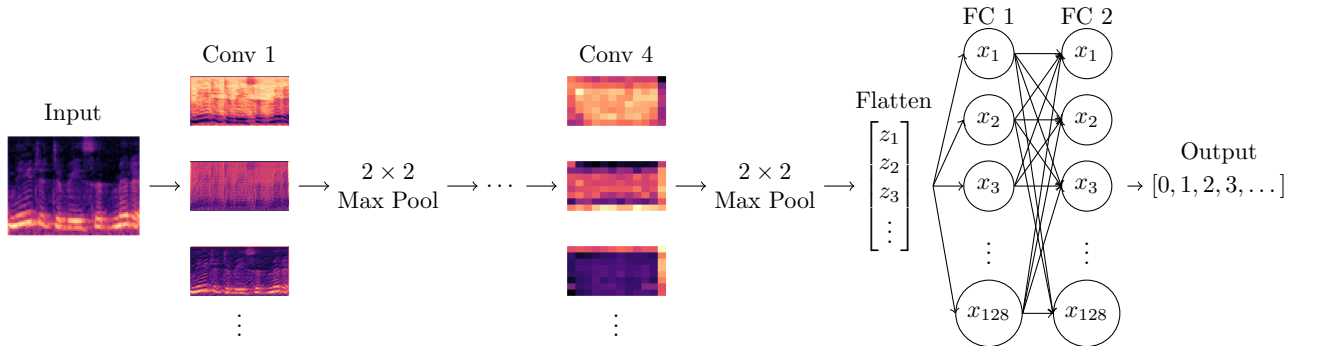 Input
Conv 1
⋮
2 × 2
Max Pool
⋯
Conv 4
⋮
2 × 2
Max Pool
Flatten
z₁
z₂
z₃
⋮
FC 1
x₁
x₂
x₃
⋮
x₁₂₈
FC 2
x₁
x₂
x₃
⋮
x₁₂₈
Output
[0, 1, 2, 3, . . . ]